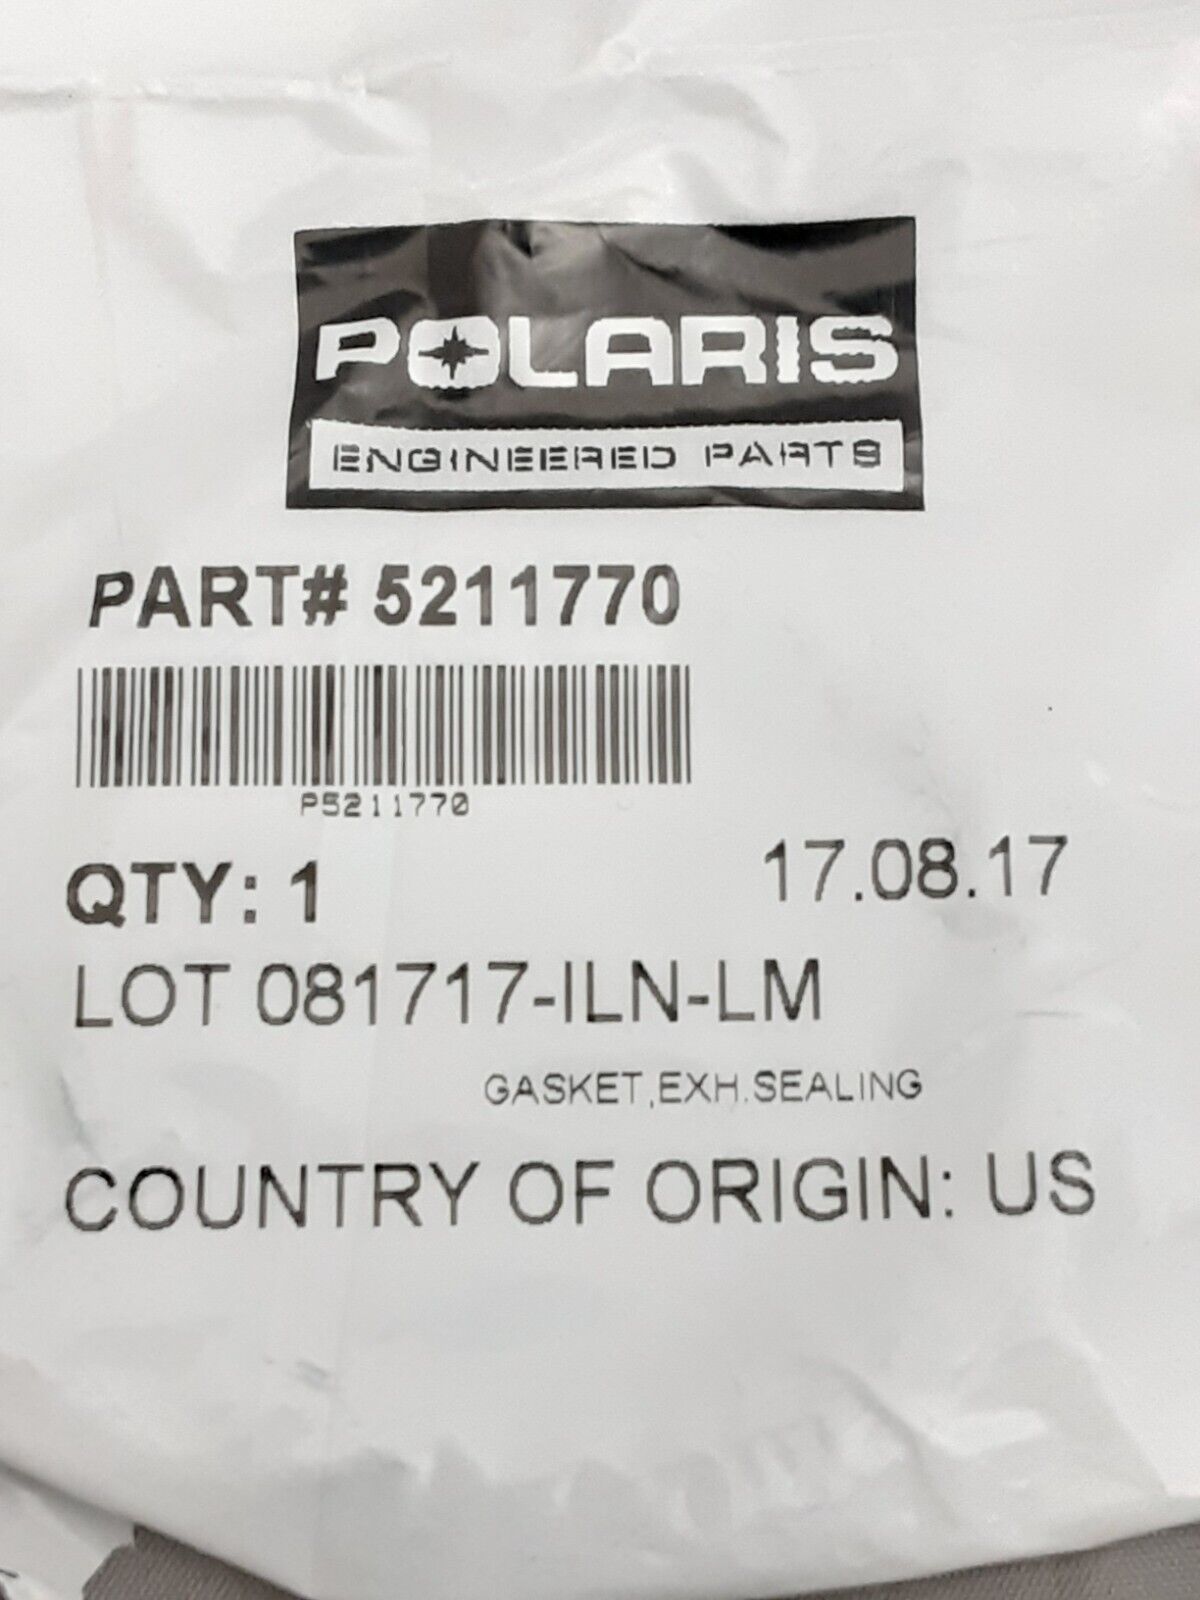 POLARIS
ENGINEERED PARTS
PART# 5211770
P5211770
QTY: 1
17.08.17
LOT 081717-ILN-LM
GASKET,EXH.SEALING
COUNTRY OF ORIGIN: US